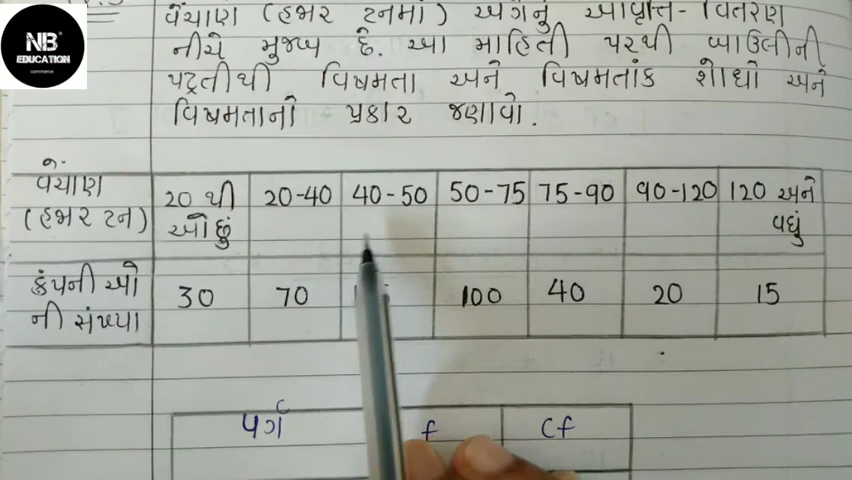 NB
EDUCATION
commerce
વેંચાણ (હજાર ટનમાં) અંગેનું આવૃત્તિ-વિતરણ
નીચે મુજબ છે. આ માહિતી પરથી બાઉલીની
પદ્રતીથી વિષમતા અને વિષમતાંક શોધો અને
વિષમતાનો પ્રકાર જણાવો.
વેંચાણ 20 થી 20-40 40-50 50-75 75-90 90-120 120 અને
(હજાર ટન) ઓછું વધું
કંપની ઓ 30 70 100 40 20 15
ની સંખ્યા
વર્ગ f cf